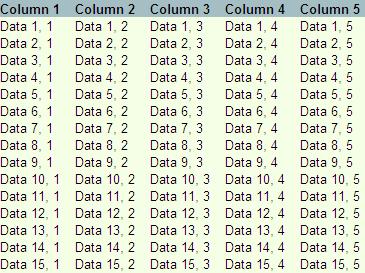 Column 1 Column 2 Column 3 Column 4 Column 5
Data 1, 1 Data 1, 2 Data 1, 3 Data 1, 4 Data 1, 5
Data 2, 1 Data 2, 2 Data 2, 3 Data 2, 4 Data 2, 5
Data 3, 1 Data 3, 2 Data 3, 3 Data 3, 4 Data 3, 5
Data 4, 1 Data 4, 2 Data 4, 3 Data 4, 4 Data 4, 5
Data 5, 1 Data 5, 2 Data 5, 3 Data 5, 4 Data 5, 5
Data 6, 1 Data 6, 2 Data 6, 3 Data 6, 4 Data 6, 5
Data 7, 1 Data 7, 2 Data 7, 3 Data 7, 4 Data 7, 5
Data 8, 1 Data 8, 2 Data 8, 3 Data 8, 4 Data 8, 5
Data 9, 1 Data 9, 2 Data 9, 3 Data 9, 4 Data 9, 5
Data 10, 1 Data 10, 2 Data 10, 3 Data 10, 4 Data 10, 5
Data 11, 1 Data 11, 2 Data 11, 3 Data 11, 4 Data 11, 5
Data 12, 1 Data 12, 2 Data 12, 3 Data 12, 4 Data 12, 5
Data 13, 1 Data 13, 2 Data 13, 3 Data 13, 4 Data 13, 5
Data 14, 1 Data 14, 2 Data 14, 3 Data 14, 4 Data 14, 5
Data 15, 1 Data 15, 2 Data 15, 3 Data 15, 4 Data 15, 5